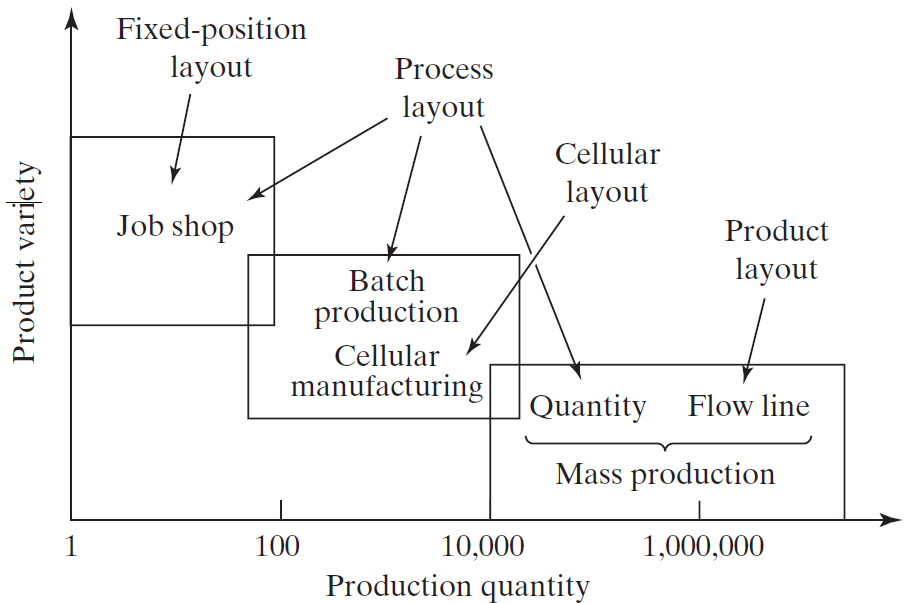 Fixed-position
layout
Process
layout
Cellular
layout
Product
layout
Product variety
Job shop
Batch
production
Cellular
manufacturing
Quantity
Flow line
Mass production
1
100
10,000
1,000,000
Production quantity